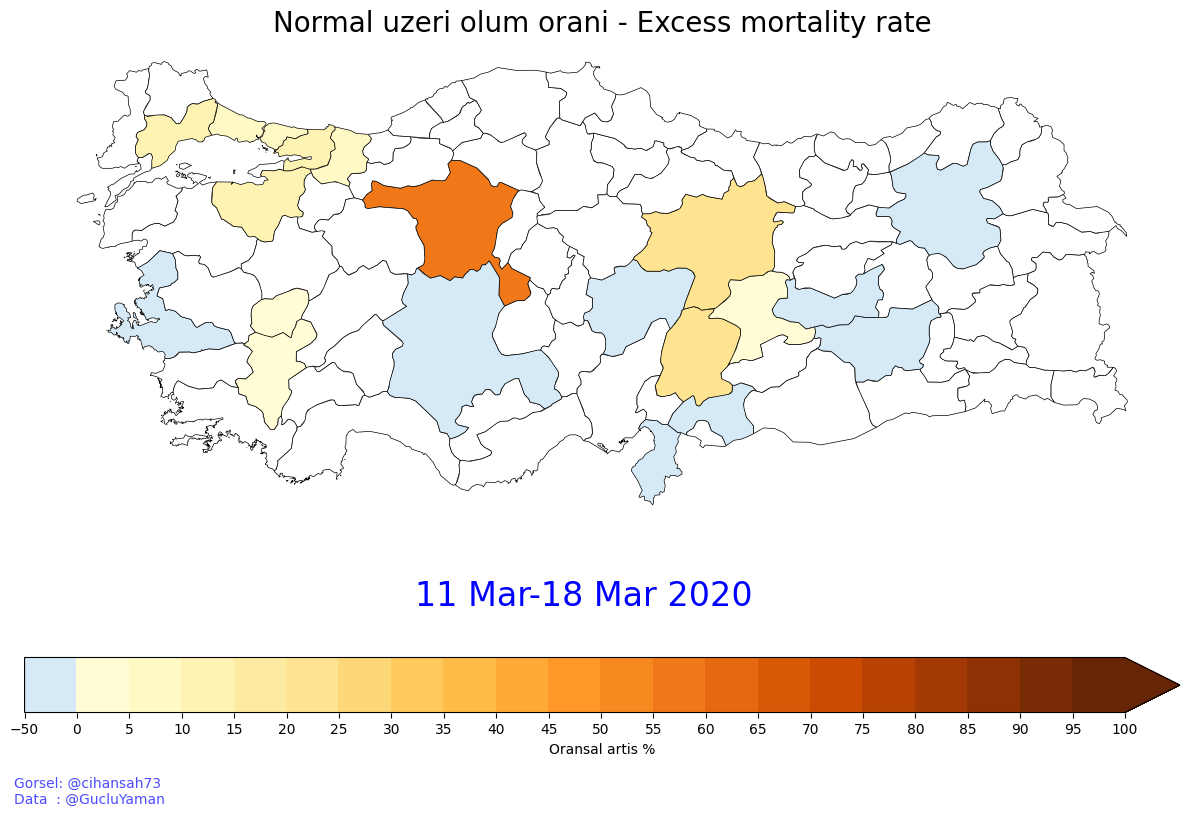 Normal uzeri olum orani - Excess mortality rate
11 Mar-18 Mar 2020
−50 0 5 10 15 20 25 30 35 40 45 50 55 60 65 70 75 80 85 90 95 100
Oransal artis %
Gorsel: @cihansah73
Data  : @GucluYaman